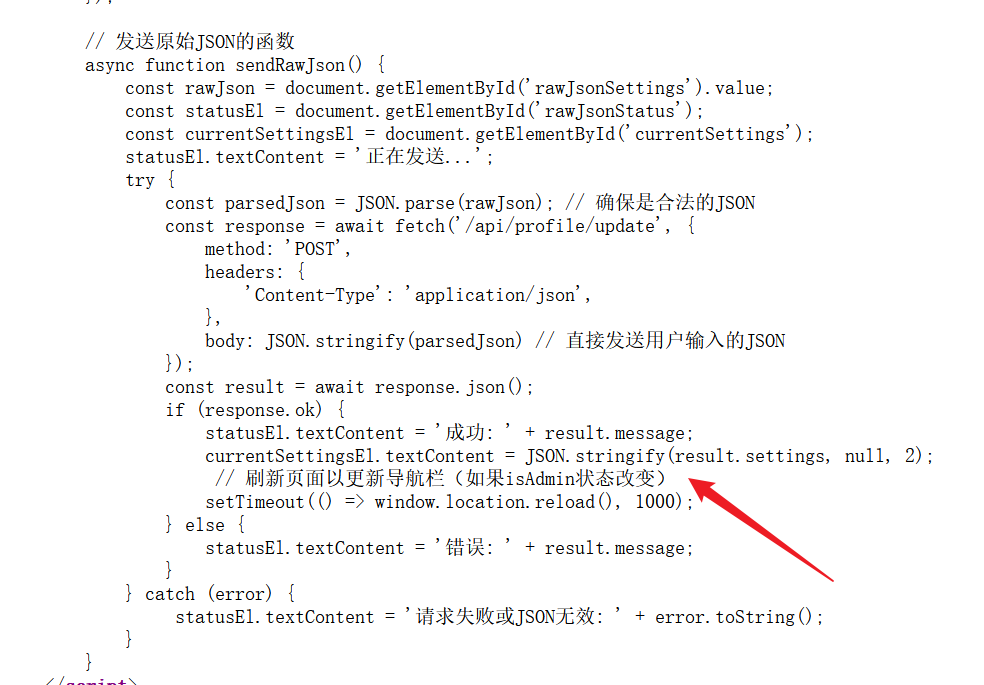 });
// 发送原始JSON的函数
async function sendRawJson() {
const rawJson = document.getElementById('rawJsonSettings').value;
const statusEl = document.getElementById('rawJsonStatus');
const currentSettingsEl = document.getElementById('currentSettings');
statusEl.textContent = '正在发送...';
try {
const parsedJson = JSON.parse(rawJson); // 确保是合法的JSON
const response = await fetch('/api/profile/update', {
method: 'POST',
headers: {
'Content-Type': 'application/json',
},
body: JSON.stringify(parsedJson) // 直接发送用户输入的JSON
});
const result = await response.json();
if (response.ok) {
statusEl.textContent = '成功: ' + result.message;
currentSettingsEl.textContent = JSON.stringify(result.settings, null, 2);
// 刷新页面以更新导航栏（如果isAdmin状态改变）
setTimeout(() => window.location.reload(), 1000);
} else {
statusEl.textContent = '错误: ' + result.message;
}
} catch (error) {
statusEl.textContent = '请求失败或JSON无效: ' + error.toString();
}
}
</script>